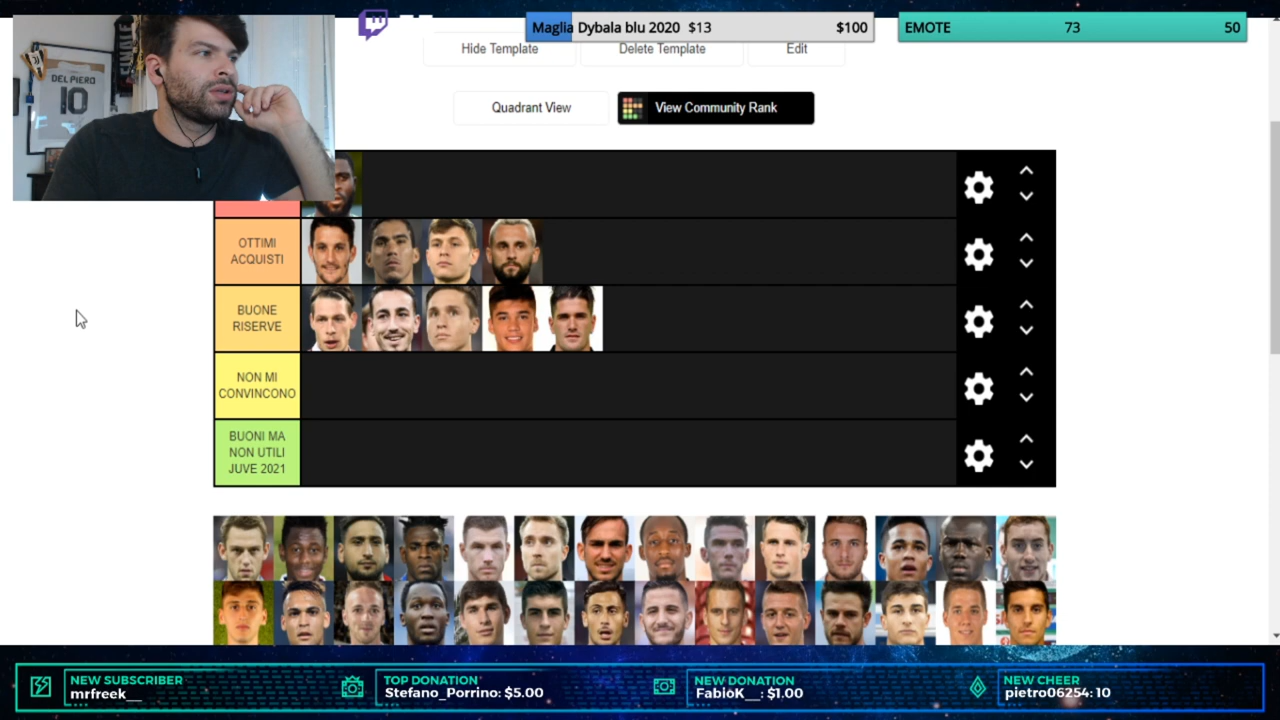 FINALE
DEL PIERO
10
Maglia Dybala blu 2020 $13 $100
EMOTE 73 50
Hide Template
Delete Template
Edit
Quadrant View
View Community Rank
OTTIMI
ACQUISTI
BUONE
RISERVE
NON MI
CONVINCONO
BUONI MA
NON UTILI
JUVE 2021
NEW SUBSCRIBER
mrfreek__
TOP DONATION
Stefano_Porrino: $5.00
NEW DONATION
FabioK__: $1.00
NEW CHEER
pietro06254: 10